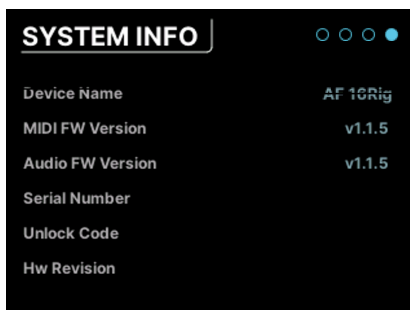 SYSTEM INFO
Device Name AF 16Rig
MIDI FW Version v1.1.5
Audio FW Version v1.1.5
Serial Number
Unlock Code
Hw Revision